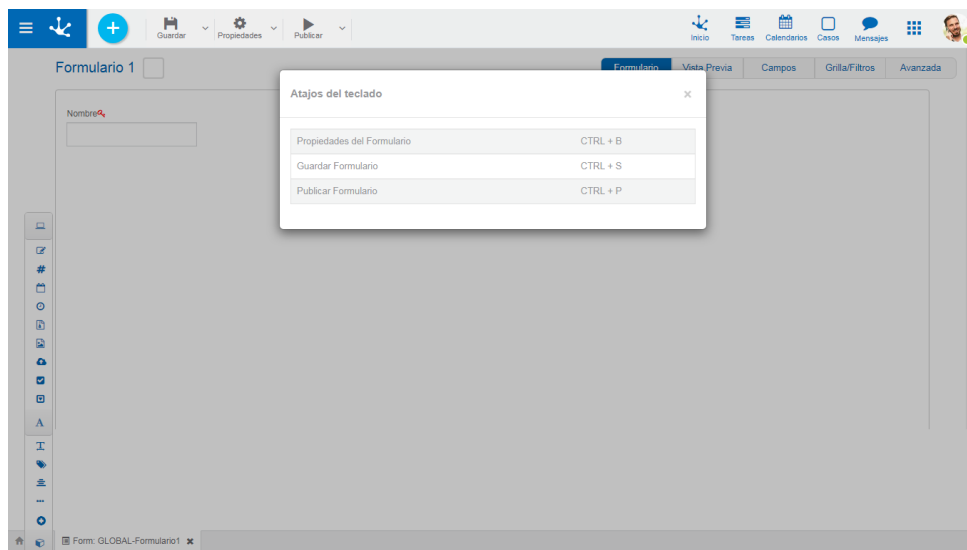 Guardar Propiedades Publicar Inicio Tareas Calendarios Casos Mensajes
Formulario 1 Formulario Vista Previa Campos Grilla/Filtros Avanzada
Atajos del teclado ×
Nombre
Propiedades del Formulario CTRL + B
Guardar Formulario CTRL + S
Publicar Formulario CTRL + P
Form: GLOBAL-Formulario1 ×